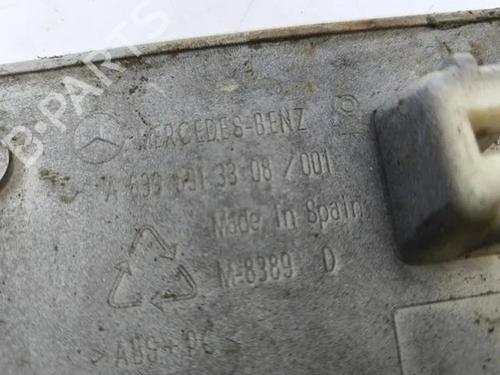 B-PARTS
MERCEDES-BENZ
A 639 691 33 08 / 001
Made In Spain
M-8389 D
> ABS + PC <